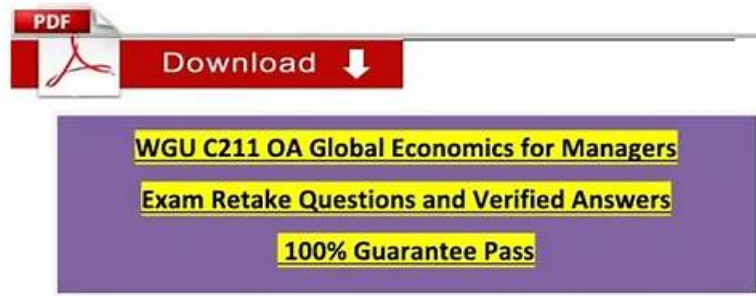 PDF
Download
WGU C211 OA Global Economics for Managers
Exam Retake Questions and Verified Answers
100% Guarantee Pass